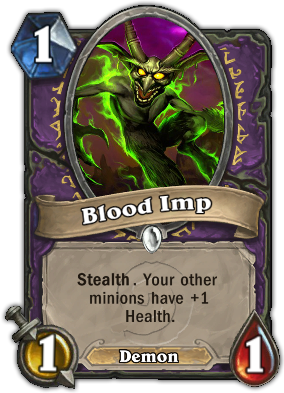 1
Blood Imp
Stealth . Your other
minions have +1
Health.
1
Demon
1